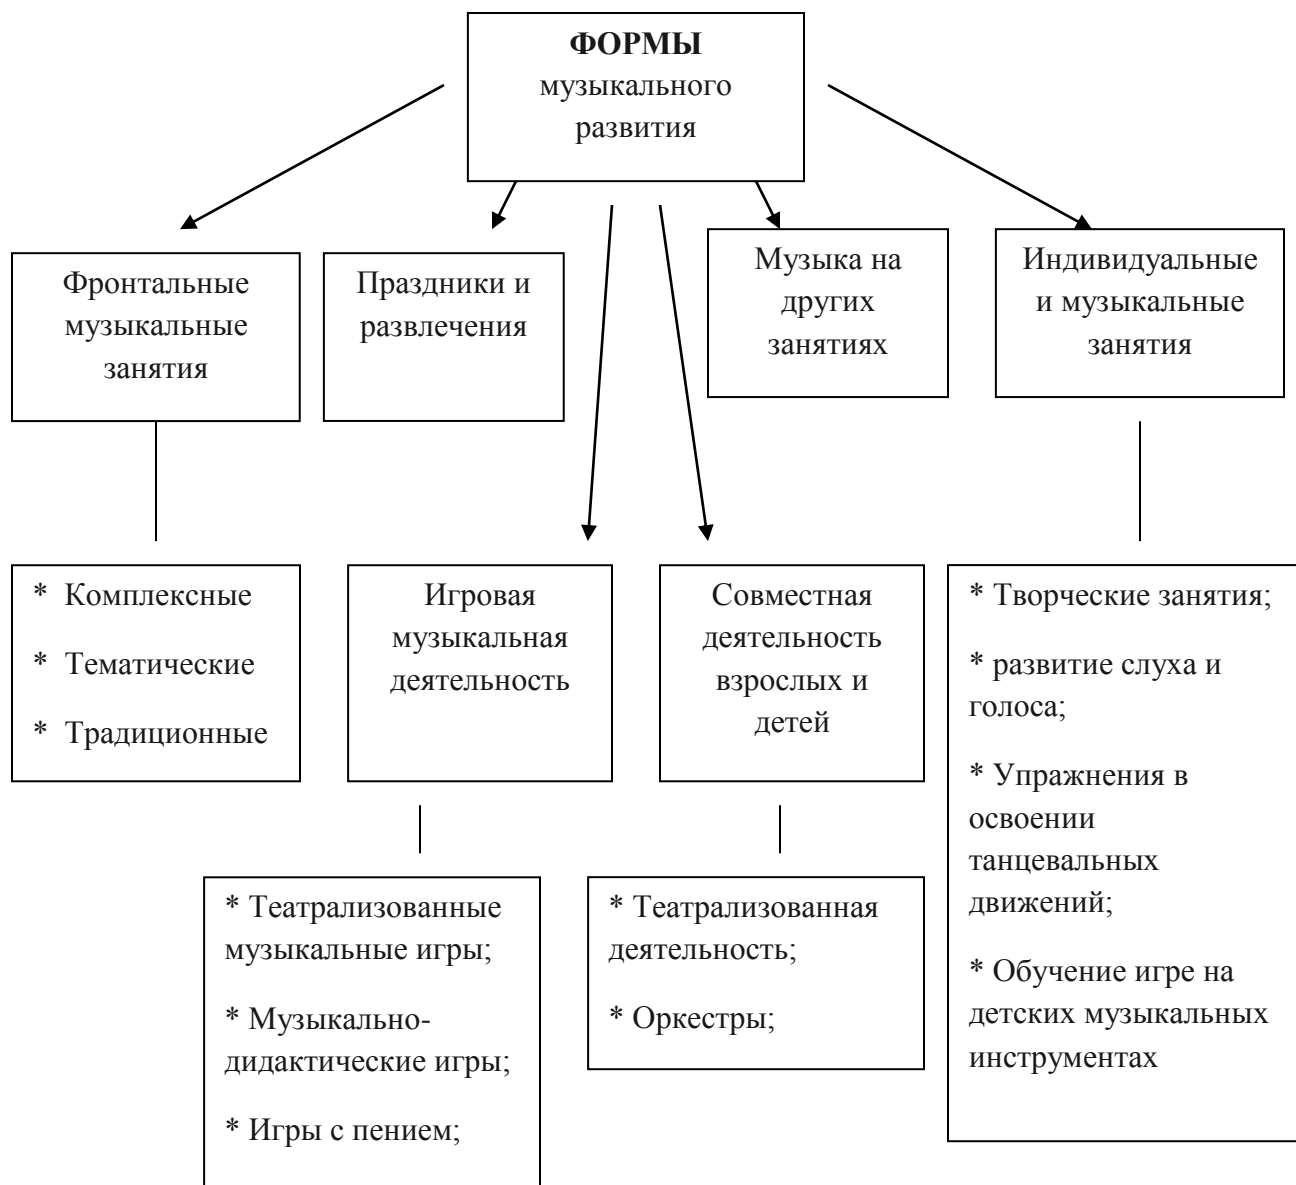 ФОРМЫ
музыкального
развития
Фронтальные
музыкальные
занятия
Праздники и
развлечения
Музыка на
других
занятиях
Индивидуальные
и музыкальные
занятия
* Комплексные
* Тематические
* Традиционные
Игровая
музыкальная
деятельность
Совместная
деятельность
взрослых и
детей
* Творческие занятия;
* развитие слуха и
голоса;
* Упражнения в
освоении
танцевальных
движений;
* Обучение игре на
детских музыкальных
инструментах
* Театрализованные
музыкальные игры;
* Музыкально-
дидактические игры;
* Игры с пением;
* Театрализованная
деятельность;
* Оркестры;